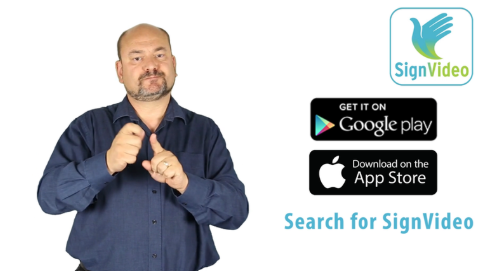 SignVideo
GET IT ON
Google play
Download on the
App Store
Search for SignVideo